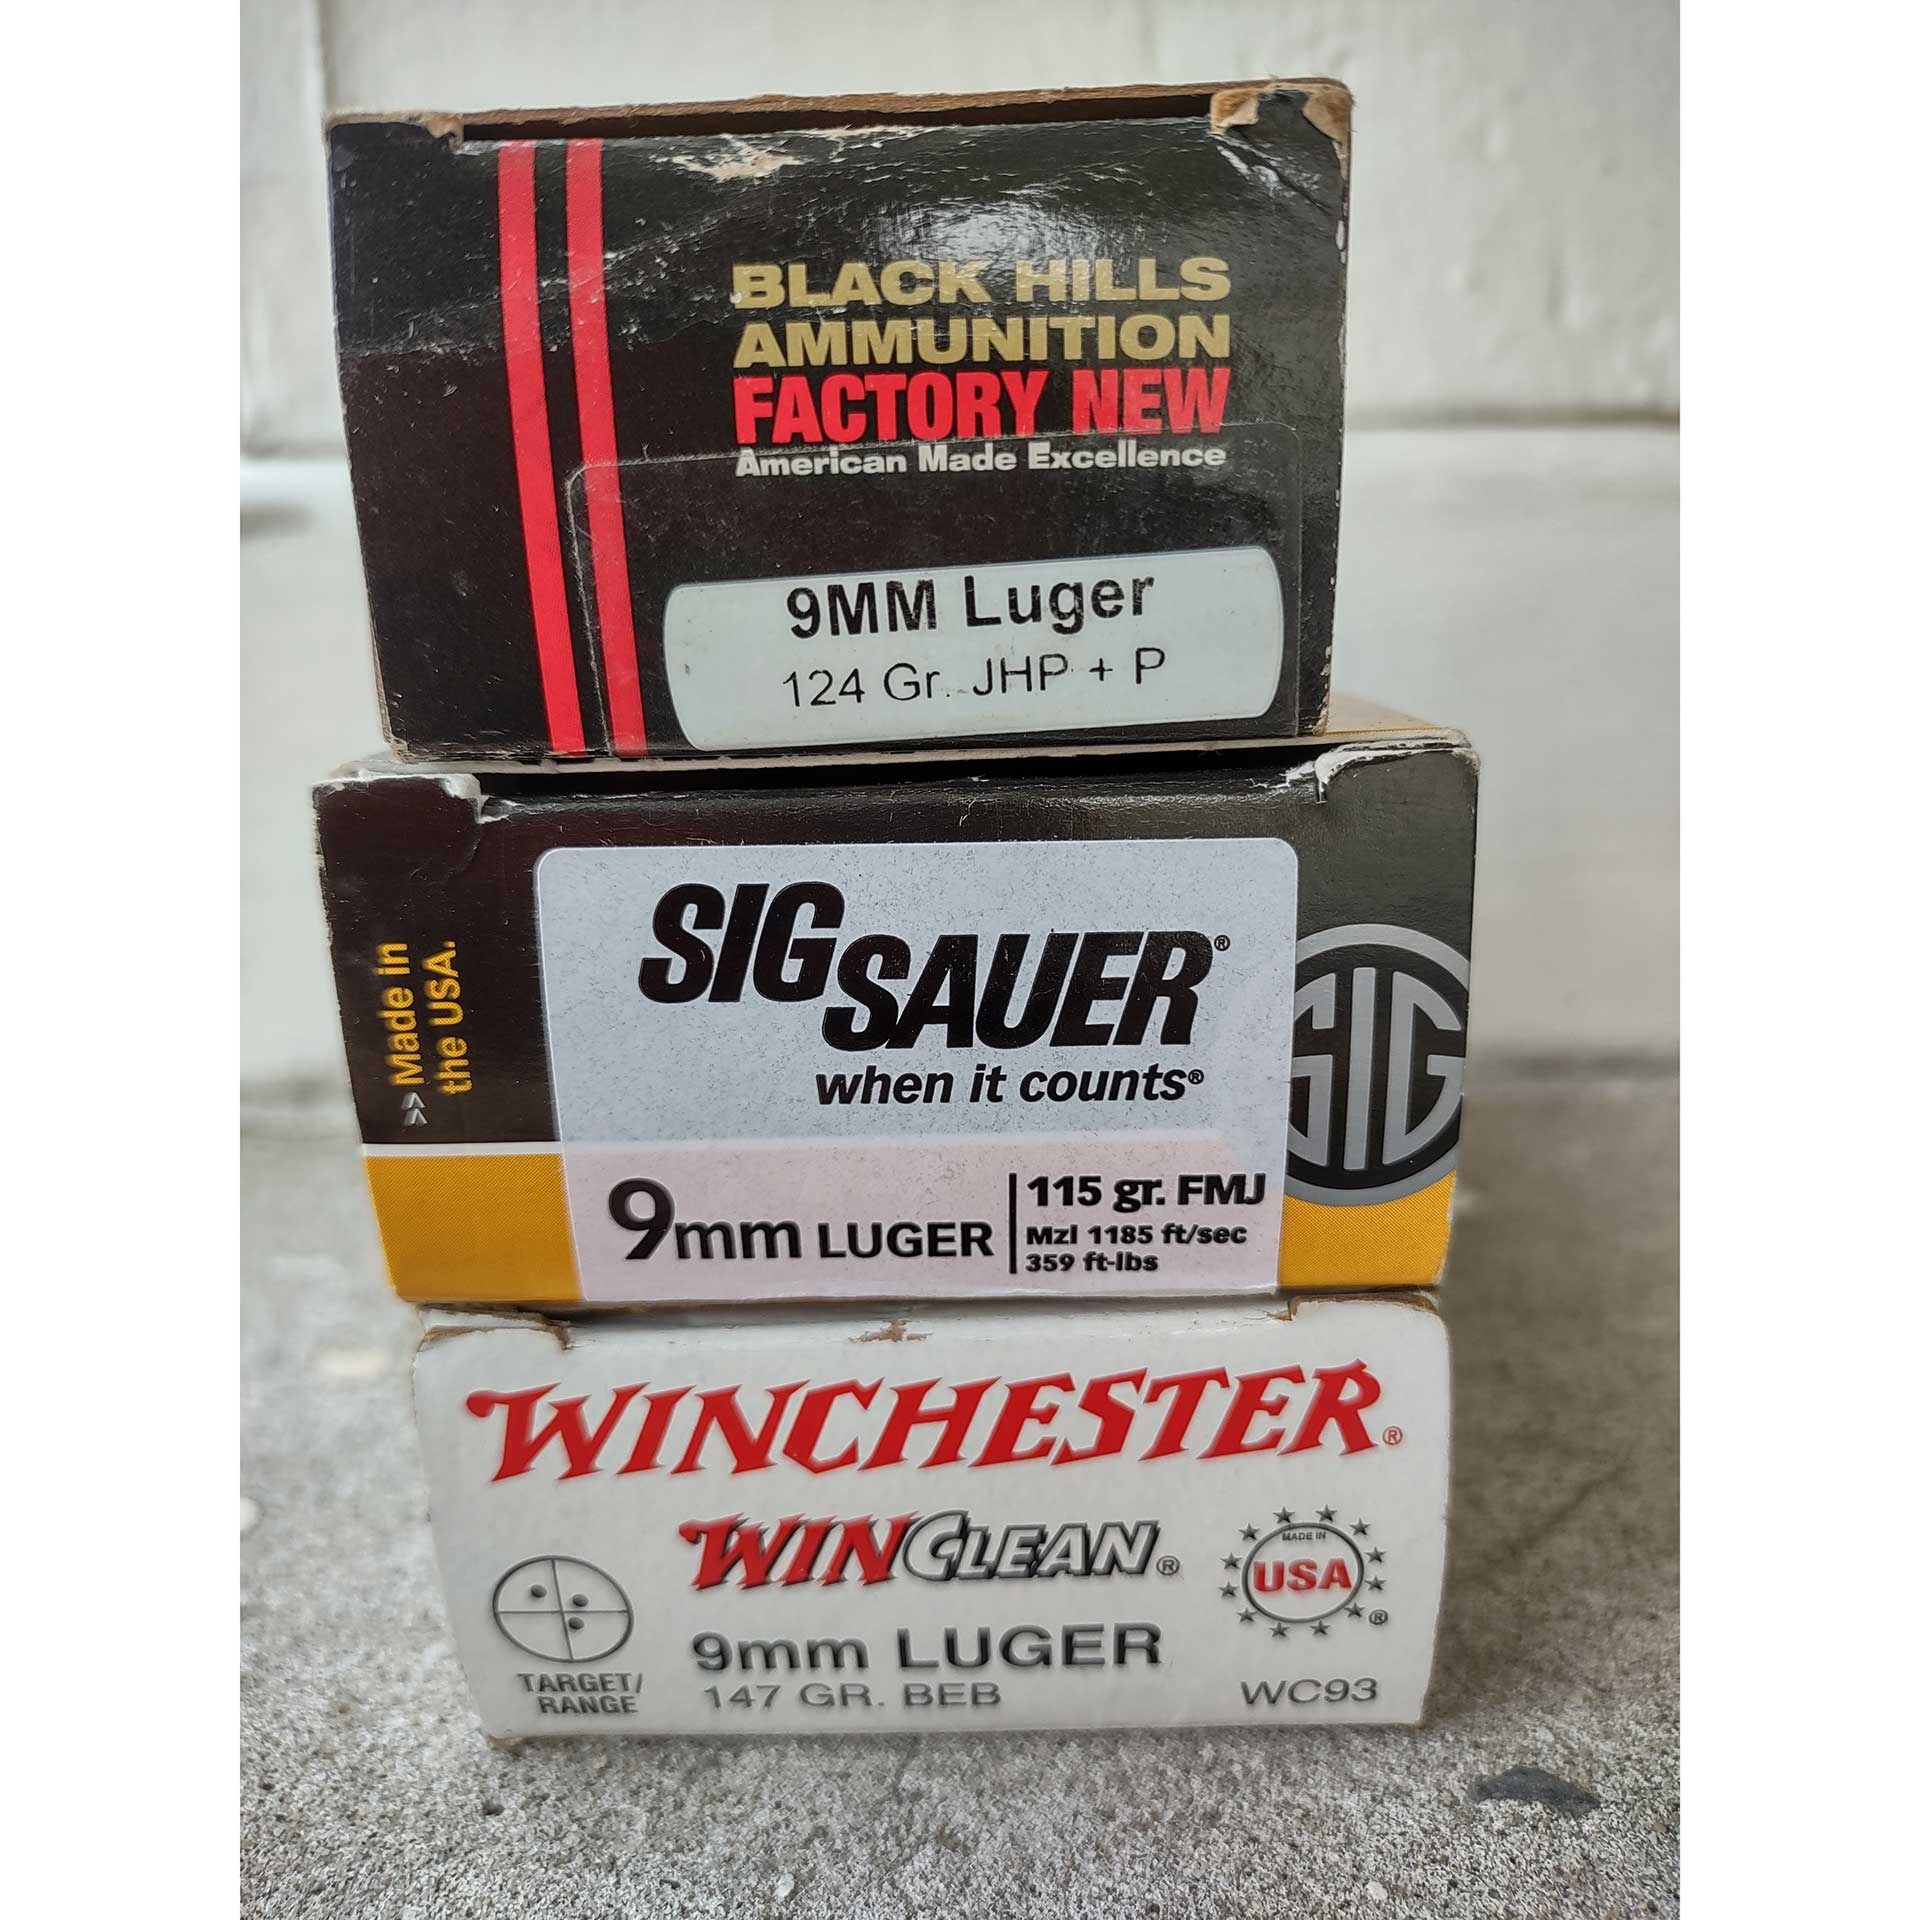 BLACK HILLS
AMMUNITION
FACTORY NEW
American Made Excellence
9MM Luger
124 Gr. JHP + P
Made in
the USA.
SIG SAUER®
when it counts®
SIG
9mm LUGER
115 gr. FMJ
Mzl 1185 ft/sec
359 ft-lbs
WINCHESTER®
WINCLEAN®
MADE IN
USA
®
TARGET/
RANGE
9mm LUGER
147 GR. BEB
WC93